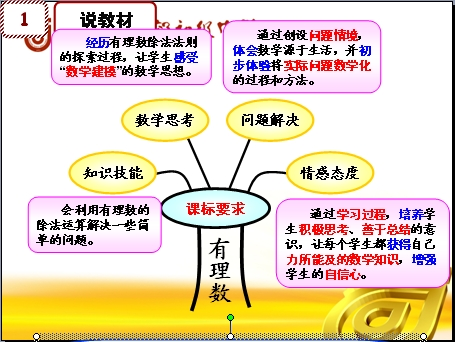 1 说教材
经历有理数除法法则
的探索过程，让学生感受
“数学建模”的数学思想。
通过创设问题情境，
体会数学源于生活，并初
步体验将实际问题数学化
的过程和方法。
数学思考
问题解决
知识技能
情感态度
课标要求
会利用有理数的
除法运算解决一些简
单的问题。
通过学习过程，培养学
生积极思考、善于总结的意
识，让每个学生都获得自己
力所能及的数学知识，增强
学生的自信心。
有
理
数